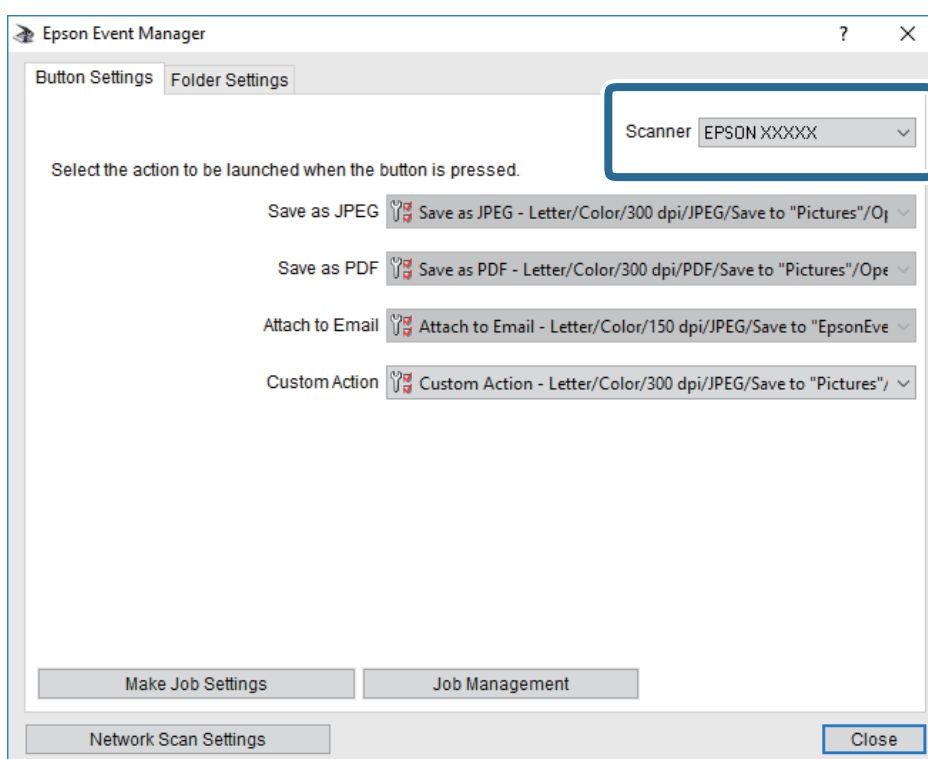 Epson Event Manager ?
Button Settings Folder Settings
Scanner EPSON XXXXX
Select the action to be launched when the button is pressed.
Save as JPEG Save as JPEG - Letter/Color/300 dpi/JPEG/Save to "Pictures"/O
Save as PDF Save as PDF - Letter/Color/300 dpi/PDF/Save to "Pictures"/Ope
Attach to Email Attach to Email - Letter/Color/150 dpi/JPEG/Save to "EpsonEve
Custom Action Custom Action - Letter/Color/300 dpi/JPEG/Save to "Pictures"/
Make Job Settings Job Management
Network Scan Settings Close